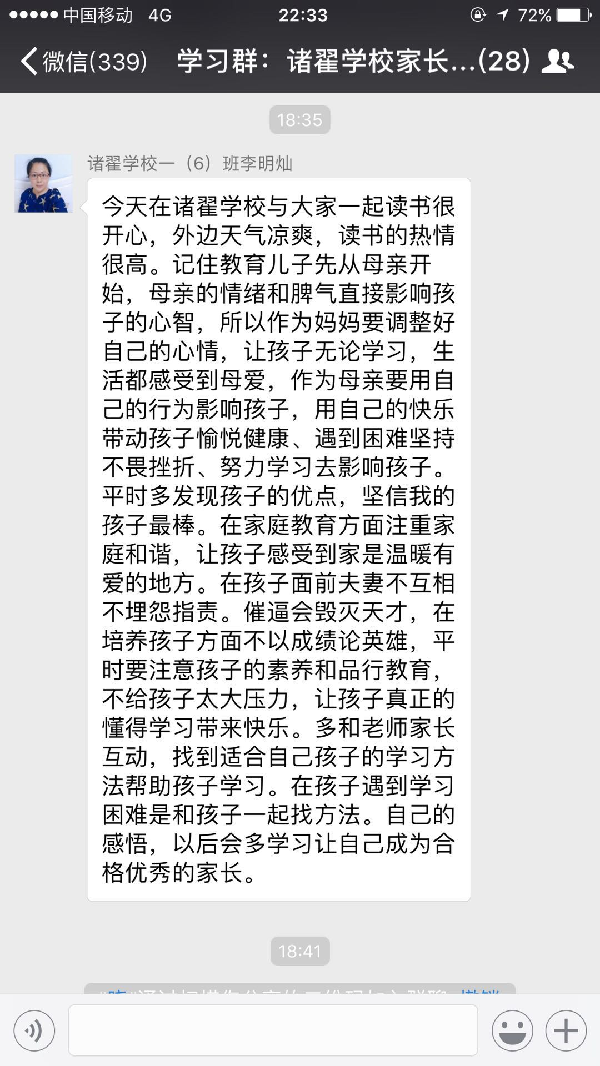 中国移动 4G 22:33 72%
微信(339) 学习群：诸翟学校家长...(28)
18:35
诸翟学校一（6）班李明灿
今天在诸翟学校与大家一起读书很
开心，外边天气凉爽，读书的热情
很高。记住教育儿子先从母亲开
始，母亲的情绪和脾气直接影响孩
子的心智，所以作为妈妈要调整好
自己的心情，让孩子无论学习，生
活都感受到母爱，作为母亲要用自
己的行为影响孩子，用自己的快乐
带动孩子愉悦健康、遇到困难坚持
不畏挫折、努力学习去影响孩子。
平时多发现孩子的优点，坚信我的
孩子最棒。在家庭教育方面注重家
庭和谐，让孩子感受到家是温暖有
爱的地方。在孩子面前夫妻不互相
不埋怨指责。催逼会毁灭天才，在
培养孩子方面不以成绩论英雄，平
时要注意孩子的素养和品行教育，
不给孩子太大压力，让孩子真正的
懂得学习带来快乐。多和老师家长
互动，找到适合自己孩子的学习方
法帮助孩子学习。在孩子遇到学习
困难是和孩子一起找方法。自己的
感悟，以后会多学习让自己成为合
格优秀的家长。
18:41